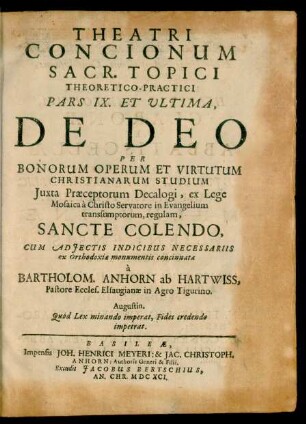 THEATRI
CONCIONUM
SACR. TOPICI
THEORETICO-PRACTICI
PARS IX. ET ULTIMA,
DE DEO
PER
BONORUM OPERUM ET VIRTUTUM
CHRISTIANARUM STUDIUM
Juxta Præceptorum Decalogi, ex Lege
Mosaica à Christo Servatore in Evangelium
transsumptorum, regulam,
SANCTE COLENDO,
CUM ADJECTIS INDICIBUS NECESSARIIS
ex Orthodoxiæ monumentis concinnata
à
BARTHOLOM. ANHORN ab HARTWISS,
Pastore Eccles. Elsaugianæ in Agro Tigurino.
Augustin.
Quod Lex minando imperat, Fides credendo
impetrat.
BASILEÆ,
Impensis JOH. HENRICI MEYERI: & JAC. CHRISTOPH.
ANHORN; Authoris Generi & Filii.
Excudit JACOBUS BERTSCHIUS,
AN. CHR. MDCXCI.